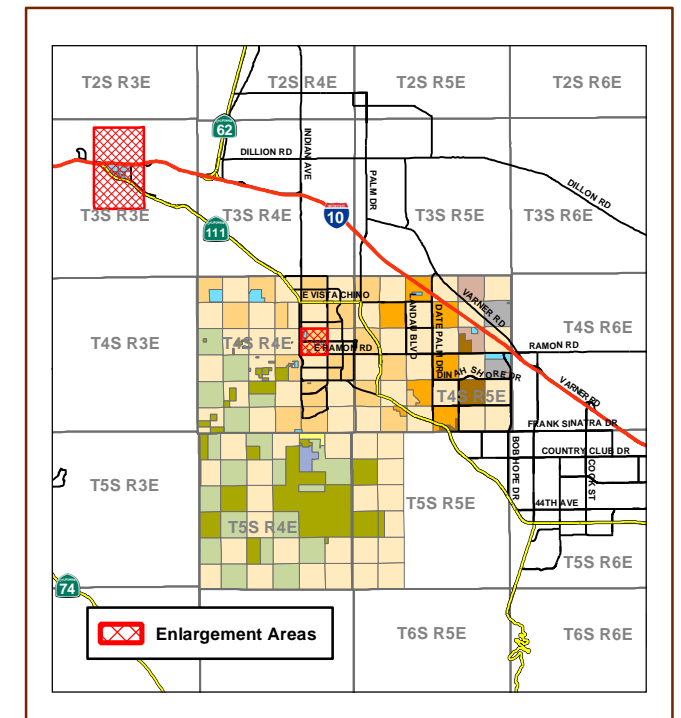 T2S R3E
T2S R4E
T2S R5E
T2S R6E
CALIFORNIA
62
INDIAN AVE
DILLION RD
PALM DR
DILLON RD
T3S R3E
T3S R4E
T3S R5E
T3S R6E
CALIFORNIA
111
INTERSTATE
10
E VISTA CHINO
VARNER RD
LANDAU BLVD
DATE PALM DR
T4S R3E
T4S R4E
T4S R6E
E RAMON RD
RAMON RD
DINAH SHORE DR
VARNER RD
T4S R5E
FRANK SINATRA DR
BOB HOPE DR
COUNTRY CLUB DR
COOK ST
T5S R3E
T5S R4E
T5S R5E
44TH AVE
T5S R6E
CALIFORNIA
74
Enlargement Areas
T6S R5E
T6S R6E